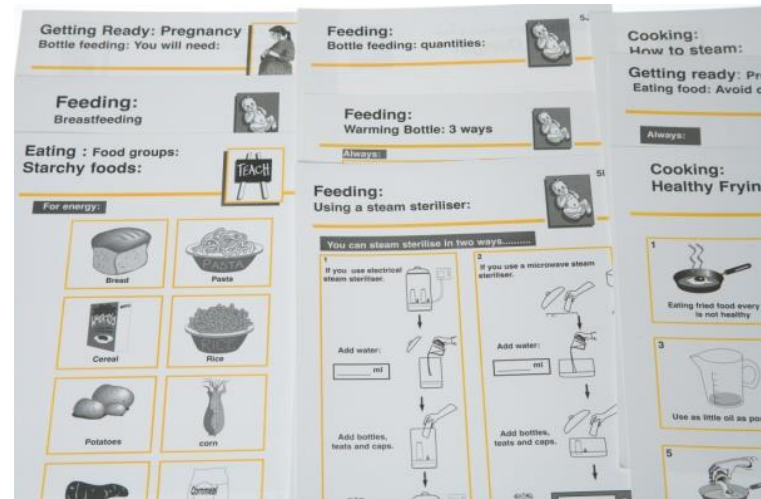 Getting Ready: Pregnancy
Bottle feeding: You will need:
Feeding:
Breastfeeding
Eating : Food groups:
Starchy foods:
TEACH
For energy:
Bread
PASTA
Pasta
Cereal
RICE
Rice
Potatoes
corn
Cornmeal
Feeding:
Bottle feeding: quantities:
Feeding:
Warming Bottle: 3 ways
Always:
Feeding:
Using a steam steriliser:
You can steam sterilise in two ways..........
1
If you use electrical
steam steriliser.
Add water:
ml
Add bottles,
teats and caps.
2
If you use a microwave steam
steriliser.
Add water:
ml
Add bottles,
teats and caps.
Cooking:
How to steam:
Getting ready:
Eating food: Avoid
Always:
Cooking:
Healthy
1
Eating fried food every
is not healthy
3
Use as little oil as
5